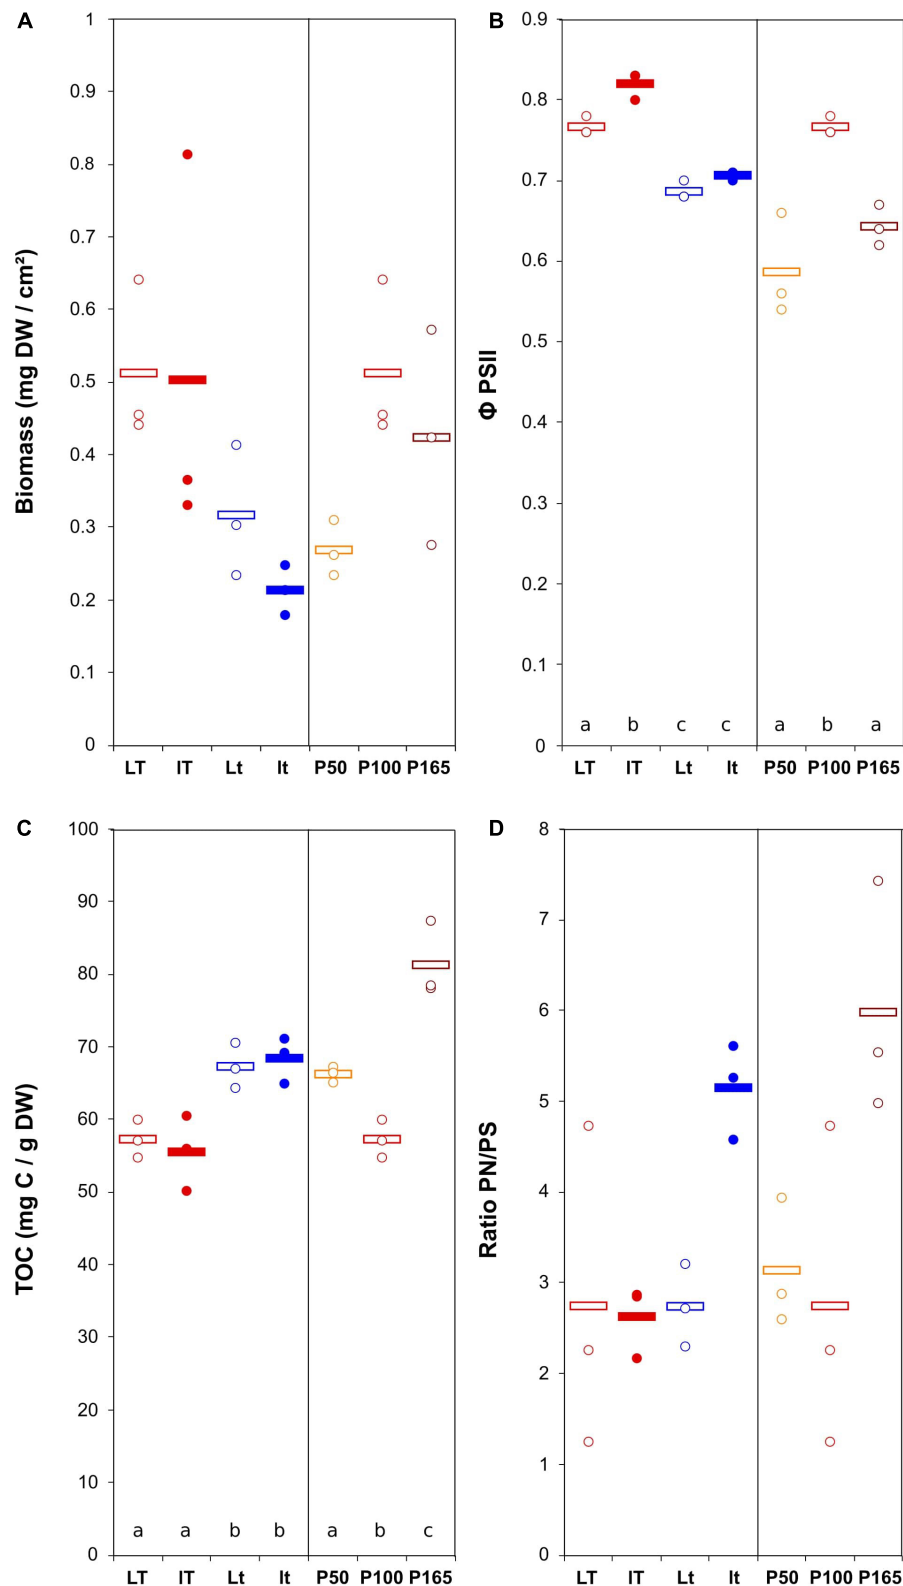 A
Biomass (mg DW / cm²)
1
0.9
0.8
0.7
0.6
0.5
0.4
0.3
0.2
0.1
0
LT IT Lt lt P50 P100 P165
B
Φ PSII
0.9
0.8
0.7
0.6
0.5
0.4
0.3
0.2
0.1
0
a b c c a b a
LT IT Lt lt P50 P100 P165
C
TOC (mg C / g DW)
100
90
80
70
60
50
40
30
20
10
0
a a b b a b c
LT IT Lt lt P50 P100 P165
D
Ratio PN/PS
8
7
6
5
4
3
2
1
0
LT IT Lt lt P50 P100 P165